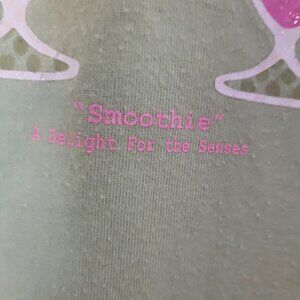 "Smoothie"
A Delight For the Senses